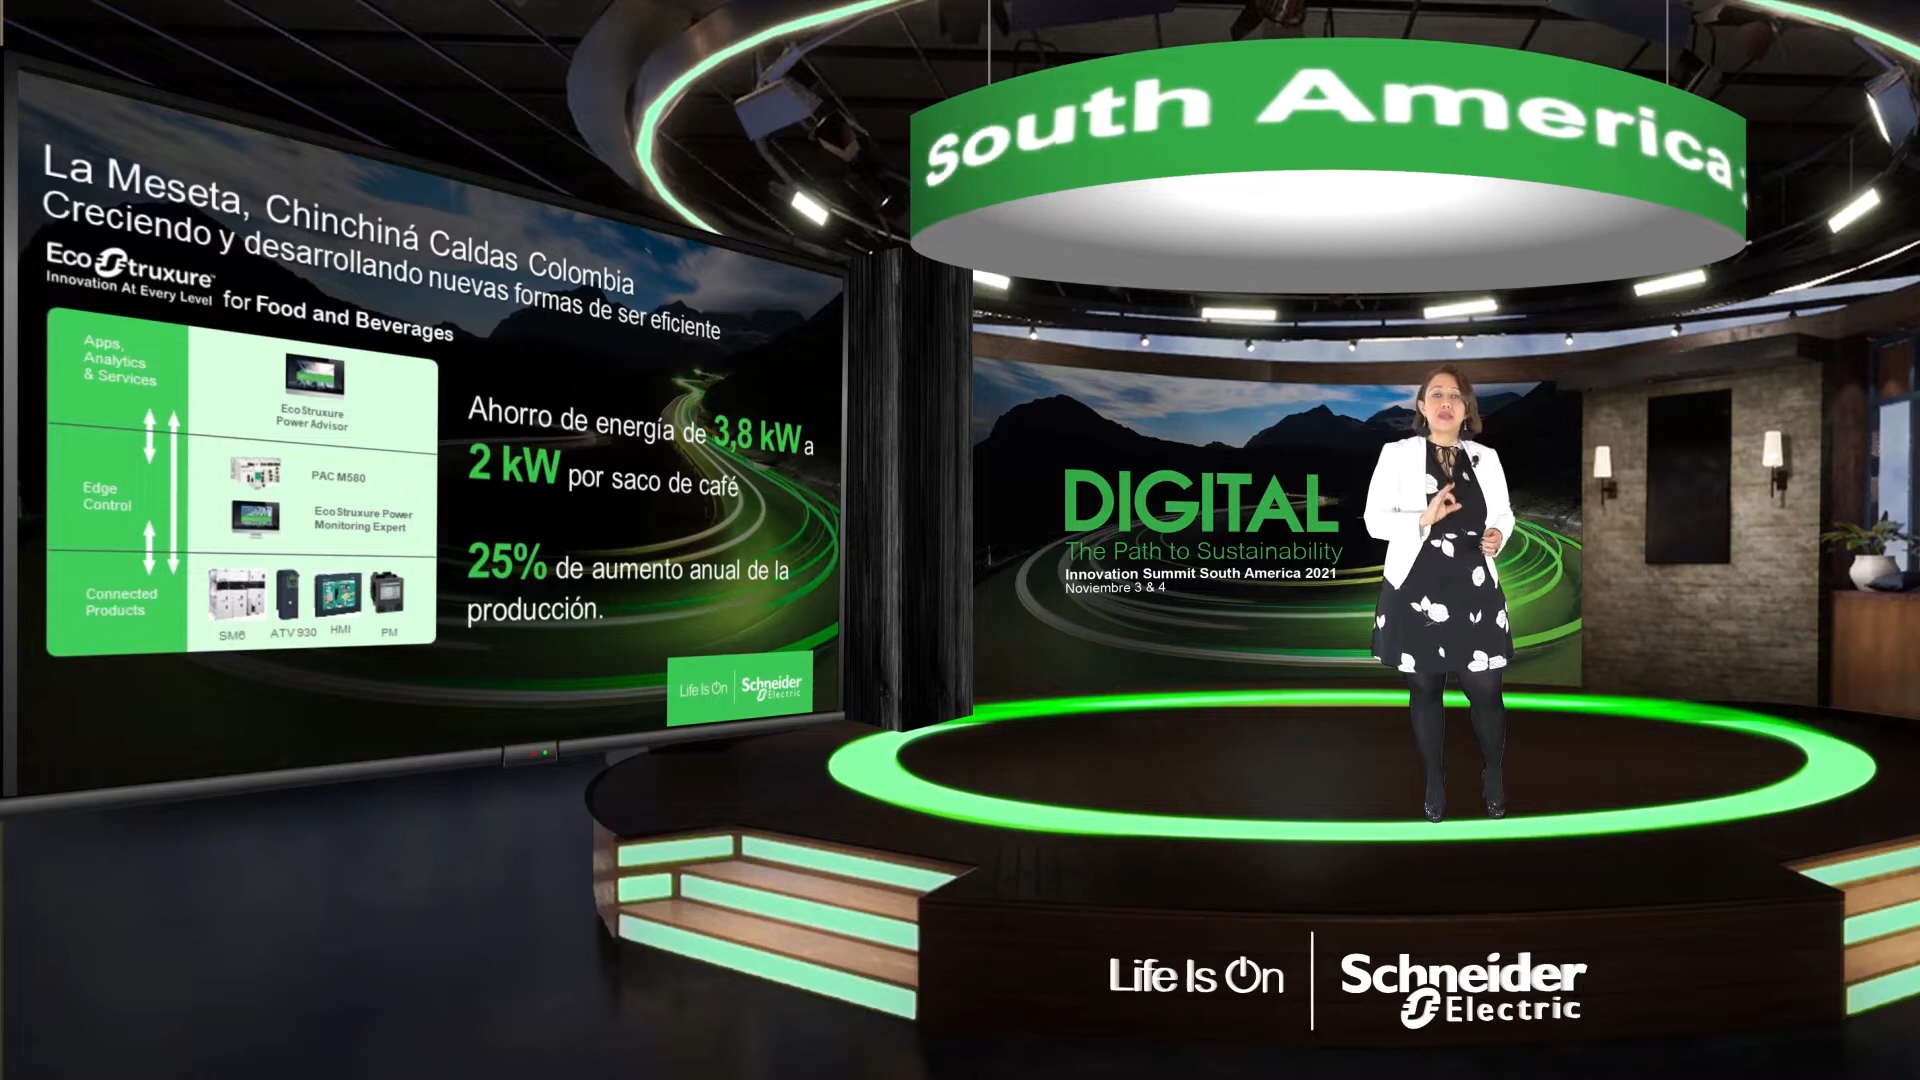 South America
La Meseta, Chinchiná Caldas Colombia
Creciendo y desarrollando nuevas formas de ser eficiente
EcoStruxure™
Innovation At Every Level
for Food and Beverages
Apps,
Analytics
& Services
EcoStruxure
Power Advisor
Edge
Control
PAC M580
EcoStruxure Power
Monitoring Expert
Connected
Products
SM6
ATV 930
HMI
PM
Ahorro de energía de 3,8 kW a
2 kW por saco de café
25% de aumento anual de la
producción.
Life Is On
Schneider
Electric
DIGITAL
The Path to Sustainability
Innovation Summit South America 2021
Noviembre 3 & 4
Life Is On
Schneider
Electric